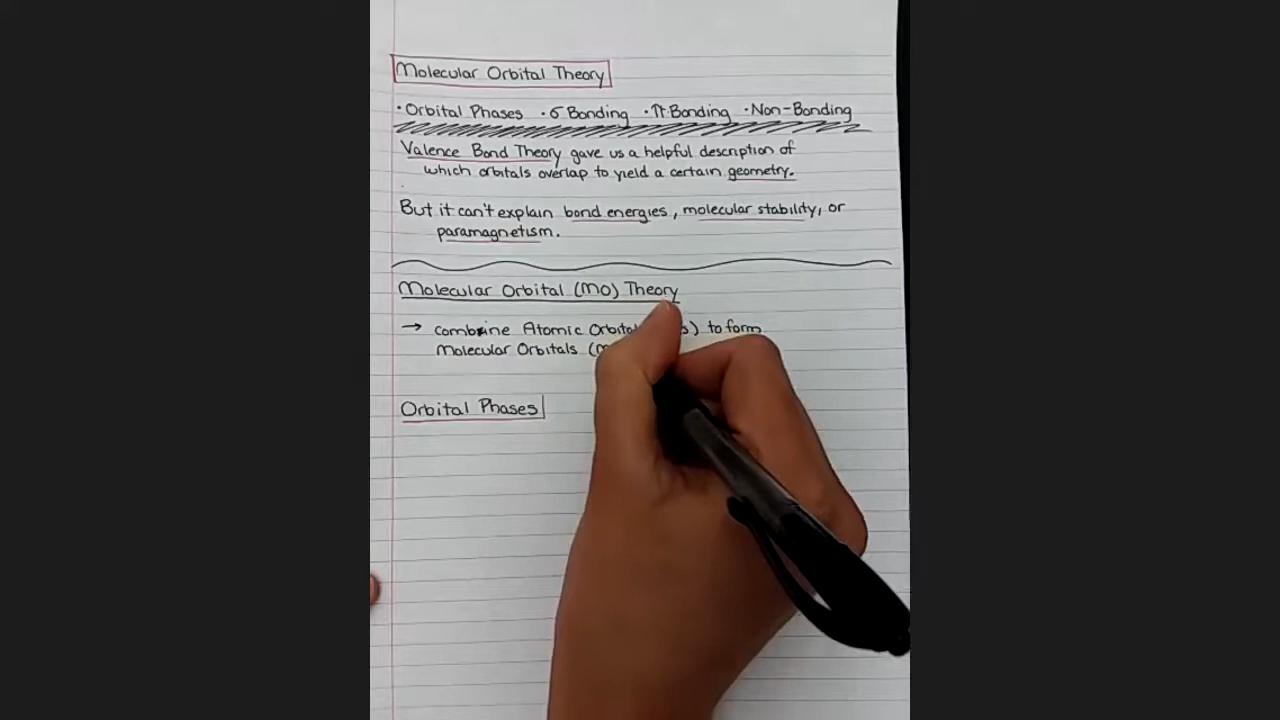 Molecular Orbital Theory
· Orbital Phases · σ Bonding · π Bonding · Non-Bonding
Valence Bond Theory gave us a helpful description of
which orbitals overlap to yield a certain geometry.
But it can't explain bond energies, molecular stability, or
paramagnetism.
Molecular Orbital (MO) Theory
→ combine Atomic Orbital s) to form
Molecular Orbitals (
Orbital Phases